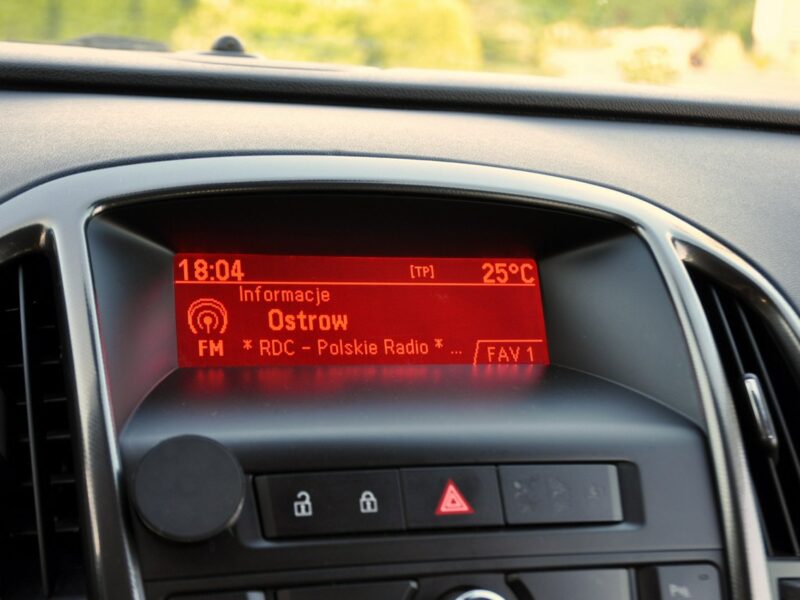 18:04 [TP] 25°C
Informacje
Ostrow
FM * RDC - Polskie Radio * ... FAV 1